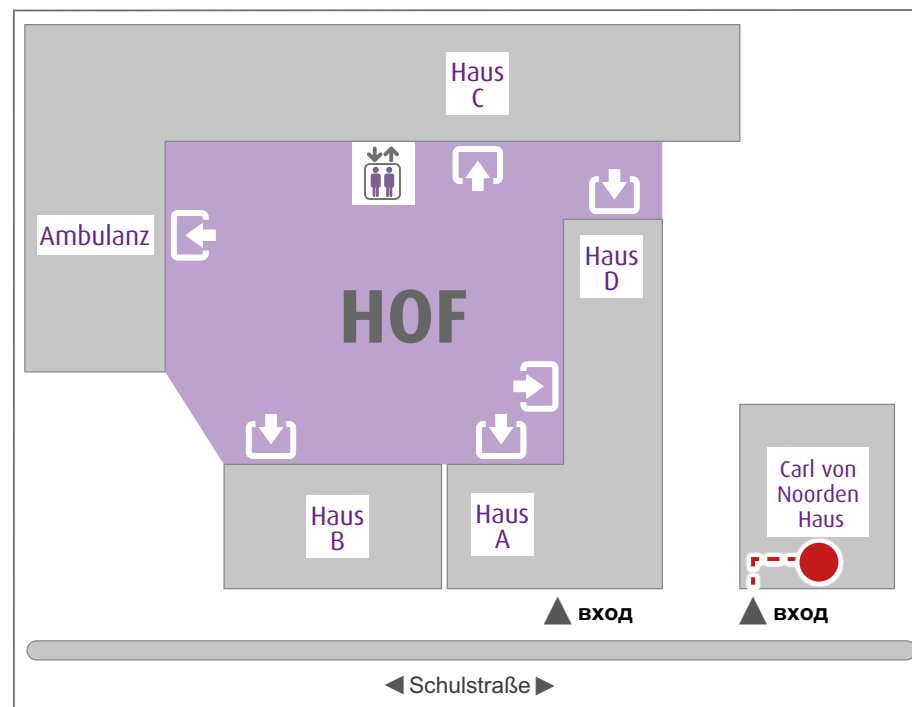 Haus
C
Ambulanz
Haus
D
HOF
Carl von
Noorden
Haus
Haus
B
Haus
A
вход
вход
Schulstraße